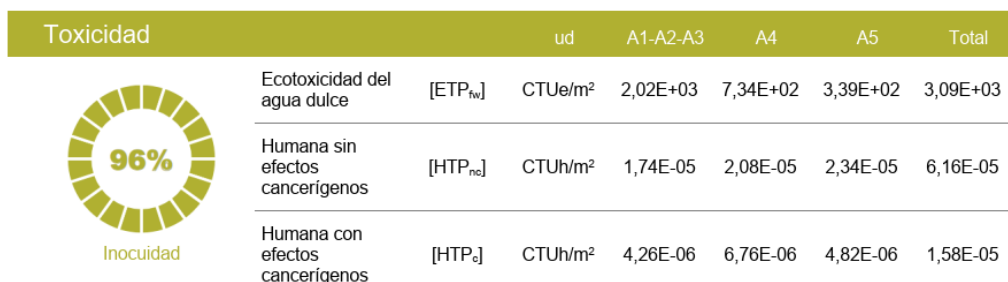 Toxicidad ud A1-A2-A3 A4 A5 Total
Ecotoxicidad del
agua dulce [ETPfw] CTUe/m² 2,02E+03 7,34E+02 3,39E+02 3,09E+03
Humana sin
efectos
cancerígenos [HTPnc] CTUh/m² 1,74E-05 2,08E-05 2,34E-05 6,16E-05
Humana con
efectos
cancerígenos [HTPc] CTUh/m² 4,26E-06 6,76E-06 4,82E-06 1,58E-05
96%
Inocuidad